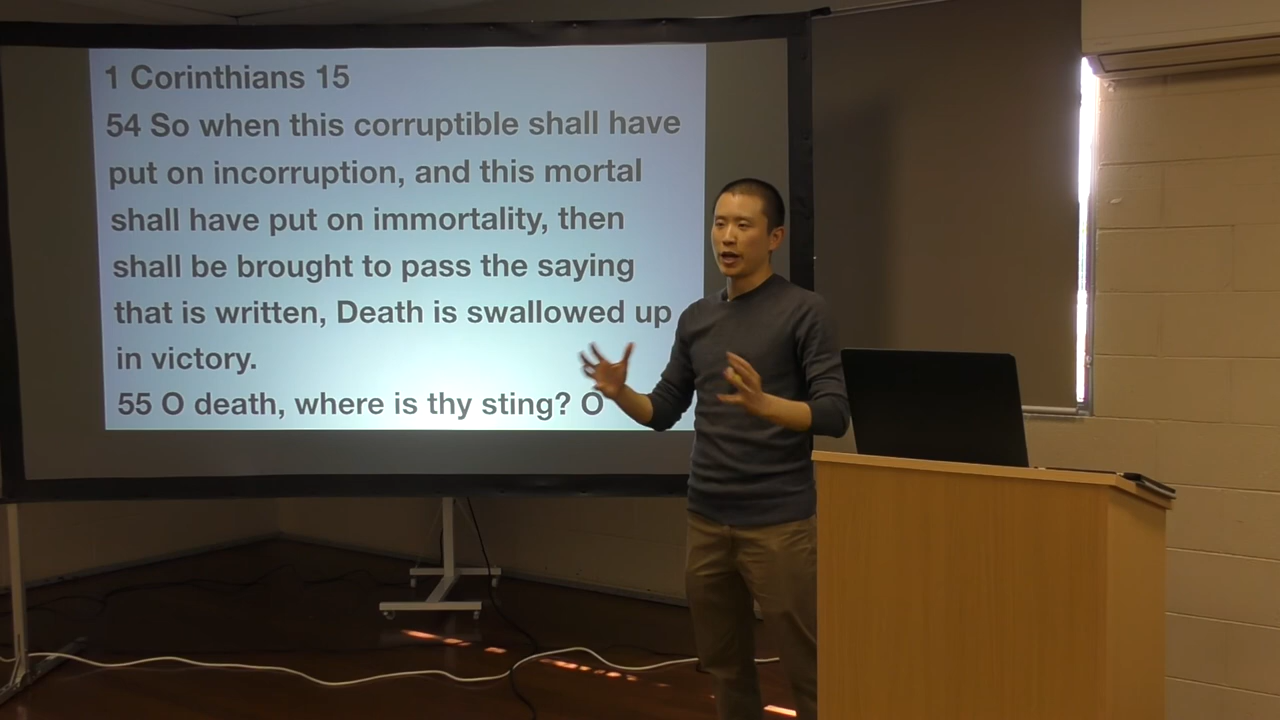 1 Corinthians 15
54 So when this corruptible shall have
put on incorruption, and this mortal
shall have put on immortality, then
shall be brought to pass the saying
that is written, Death is swallowed up
in victory.
55 O death, where is thy sting? O